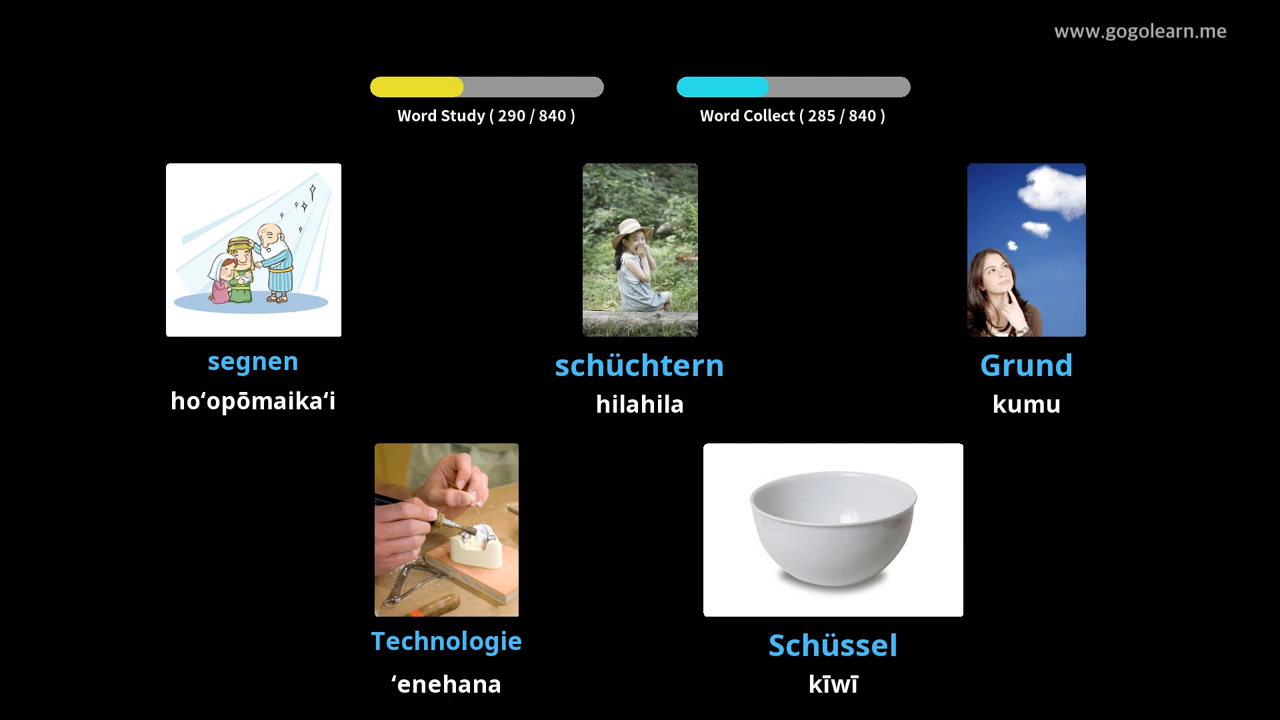 www.gogolearn.me
Word Study ( 290 / 840 )
Word Collect ( 285 / 840 )
segnen
hoʻopōmaikaʻi
schüchtern
hilahila
Grund
kumu
Technologie
ʻenehana
Schüssel
kīwī